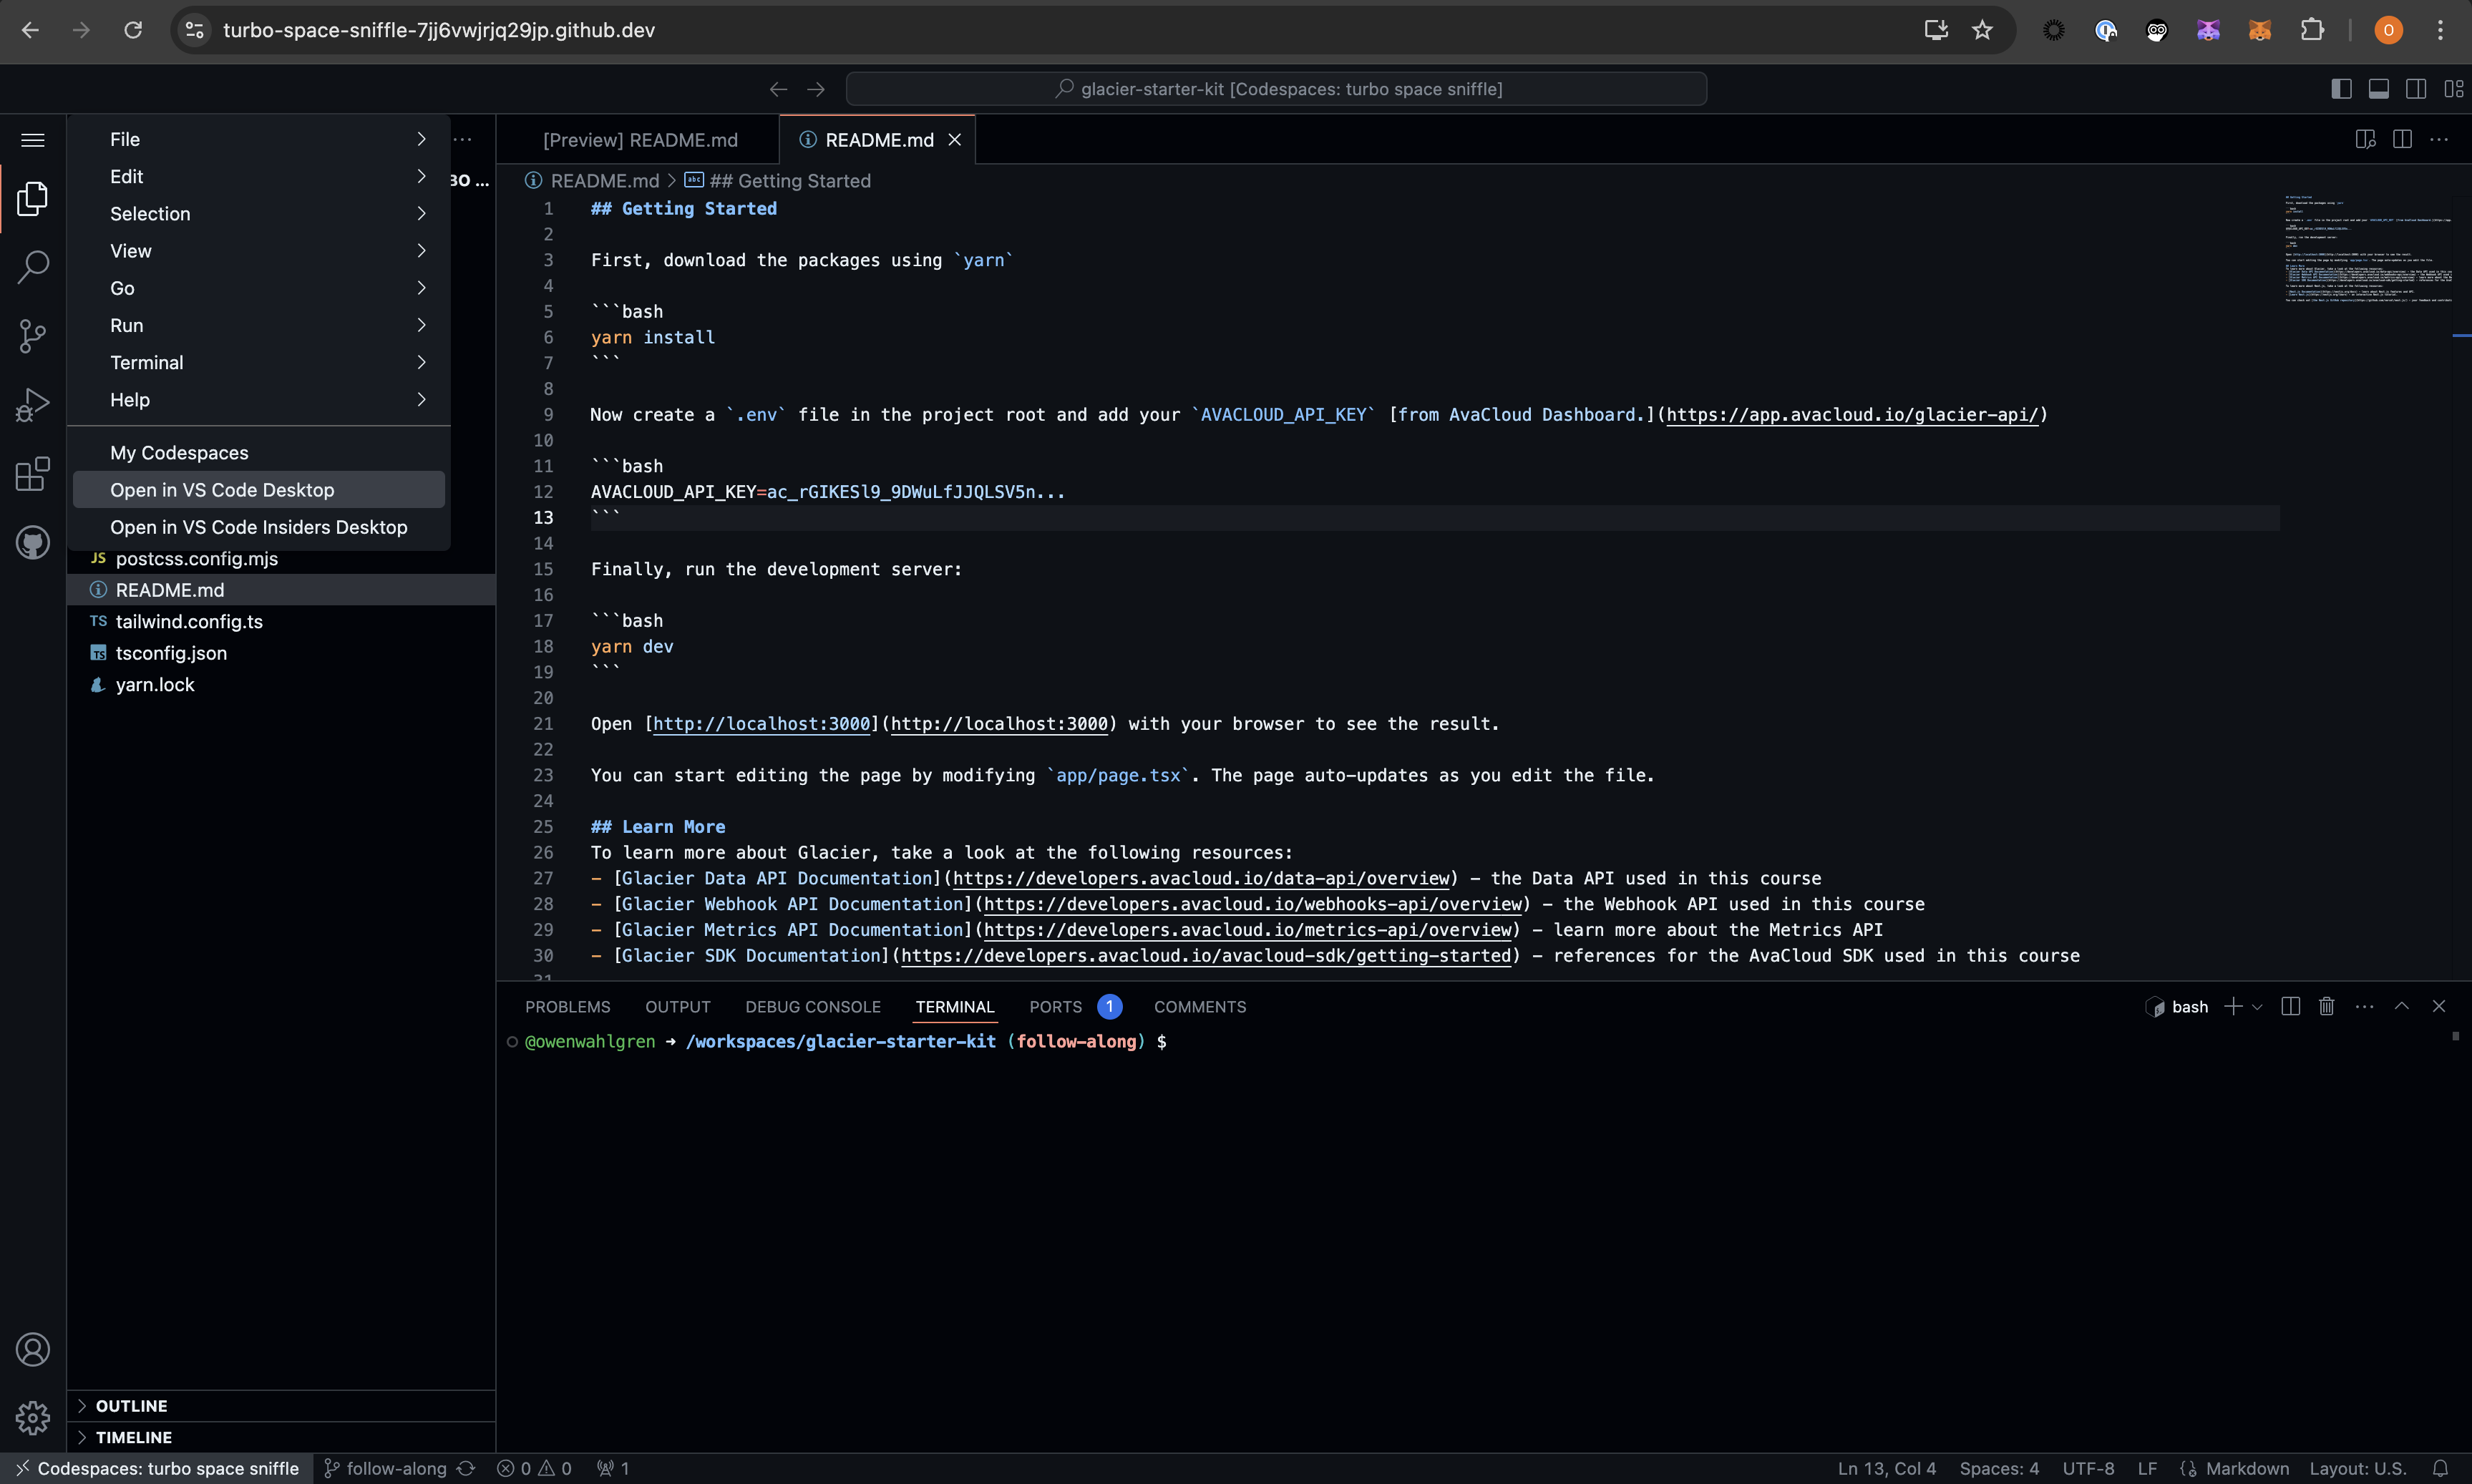 turbo-space-sniffle-7jj6vwjrjq29jp.github.dev
O
glacier-starter-kit [Codespaces: turbo space sniffle]
File
Edit
Selection
View
Go
Run
Terminal
Help
My Codespaces
Open in VS Code Desktop
Open in VS Code Insiders Desktop
BO ...
JS postcss.config.mjs
README.md
TS tailwind.config.ts
TS tsconfig.json
yarn.lock
OUTLINE
TIMELINE
[Preview] README.md
README.md
README.md > abc ## Getting Started
1 ## Getting Started
2
3 First, download the packages using `yarn`
4
5 ```bash
6 yarn install
7 ```
8
9 Now create a `.env` file in the project root and add your `AVACLOUD_API_KEY` [from AvaCloud Dashboard.](https://app.avacloud.io/glacier-api/)
10
11 ```bash
12 AVACLOUD_API_KEY=ac_rGIKESl9_9DWuLfJJQLSV5n...
13 ```
14
15 Finally, run the development server:
16
17 ```bash
18 yarn dev
19 ```
20
21 Open [http://localhost:3000](http://localhost:3000) with your browser to see the result.
22
23 You can start editing the page by modifying `app/page.tsx`. The page auto-updates as you edit the file.
24
25 ## Learn More
26 To learn more about Glacier, take a look at the following resources:
27 - [Glacier Data API Documentation](https://developers.avacloud.io/data-api/overview) - the Data API used in this course
28 - [Glacier Webhook API Documentation](https://developers.avacloud.io/webhooks-api/overview) - the Webhook API used in this course
29 - [Glacier Metrics API Documentation](https://developers.avacloud.io/metrics-api/overview) - learn more about the Metrics API
30 - [Glacier SDK Documentation](https://developers.avacloud.io/avacloud-sdk/getting-started) - references for the AvaCloud SDK used in this course
31
PROBLEMS OUTPUT DEBUG CONSOLE TERMINAL PORTS 1 COMMENTS
bash
@owenwahlgren ➜ /workspaces/glacier-starter-kit (follow-along) $
Codespaces: turbo space sniffle follow-along 0 0 1
Ln 13, Col 4 Spaces: 4 UTF-8 LF Markdown Layout: U.S.